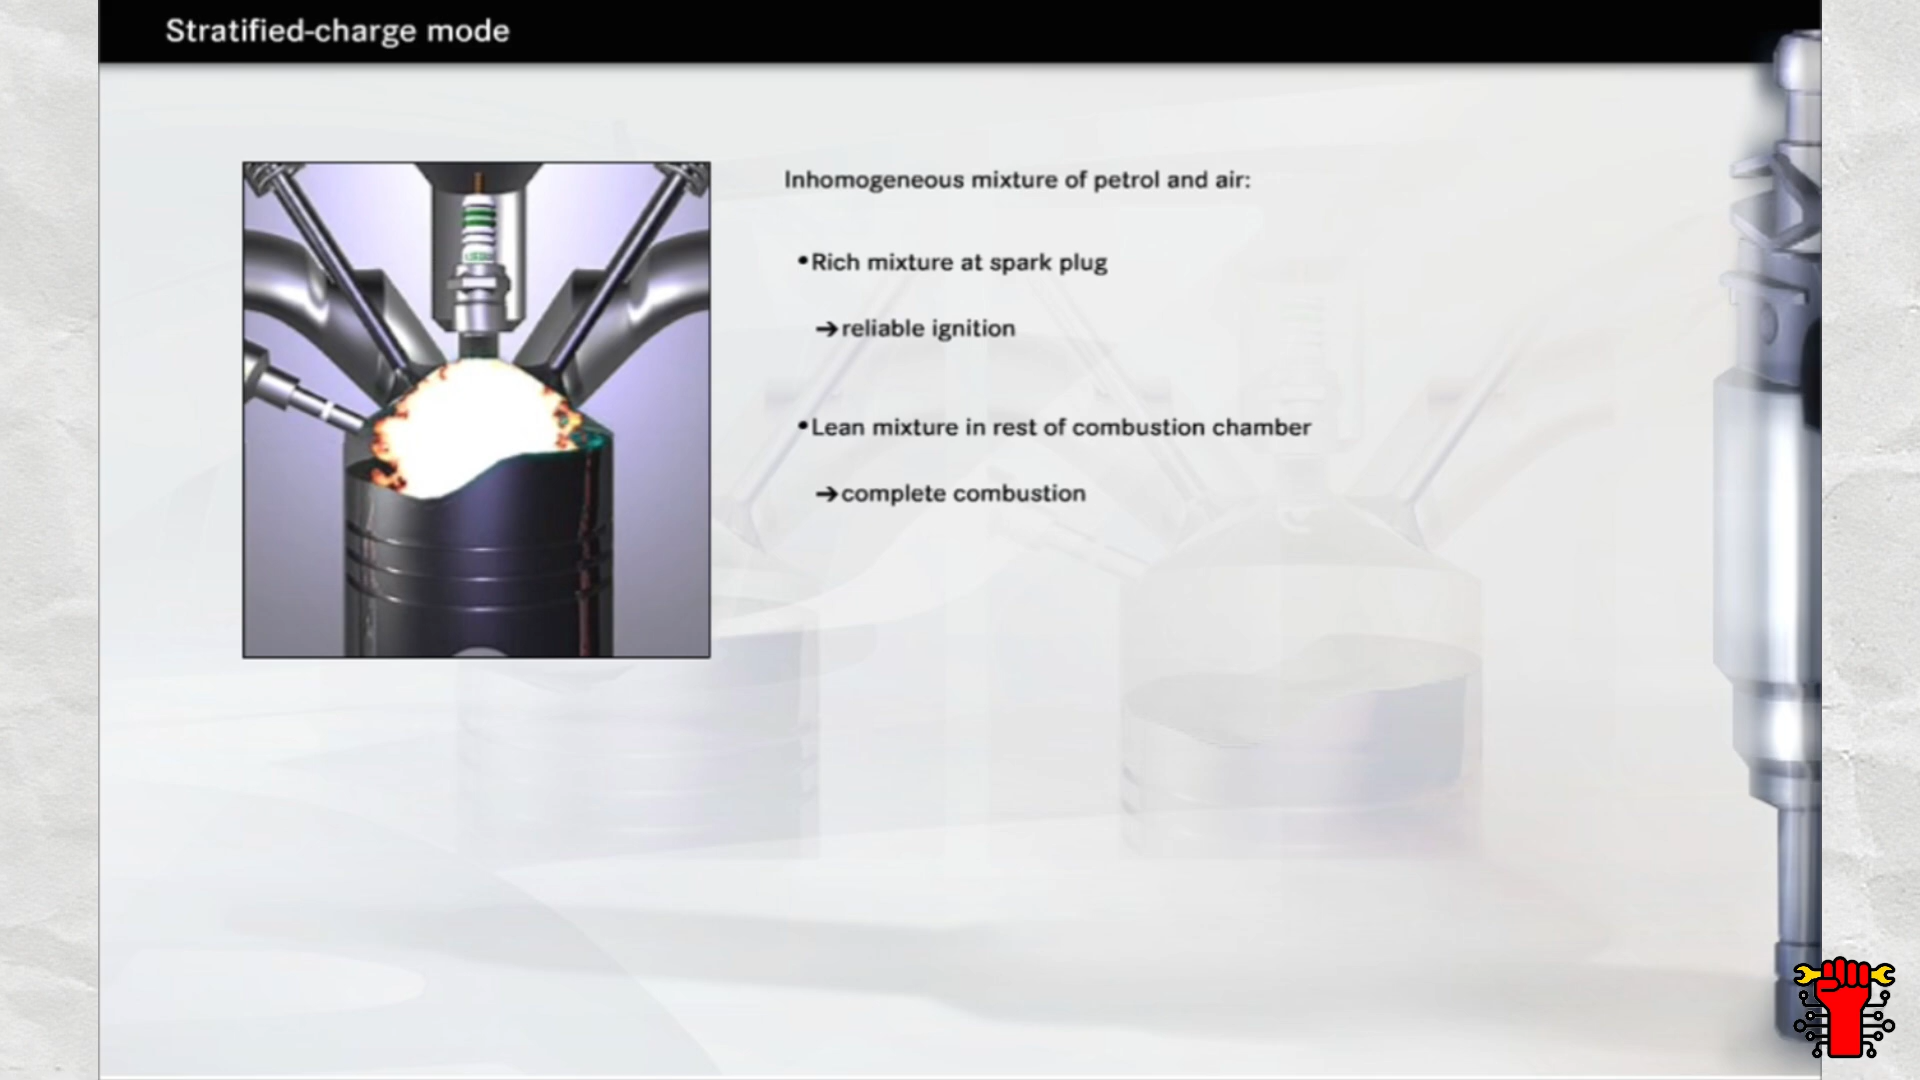 Stratified-charge mode
Inhomogeneous mixture of petrol and air:
•Rich mixture at spark plug
➔reliable ignition
•Lean mixture in rest of combustion chamber
➔complete combustion